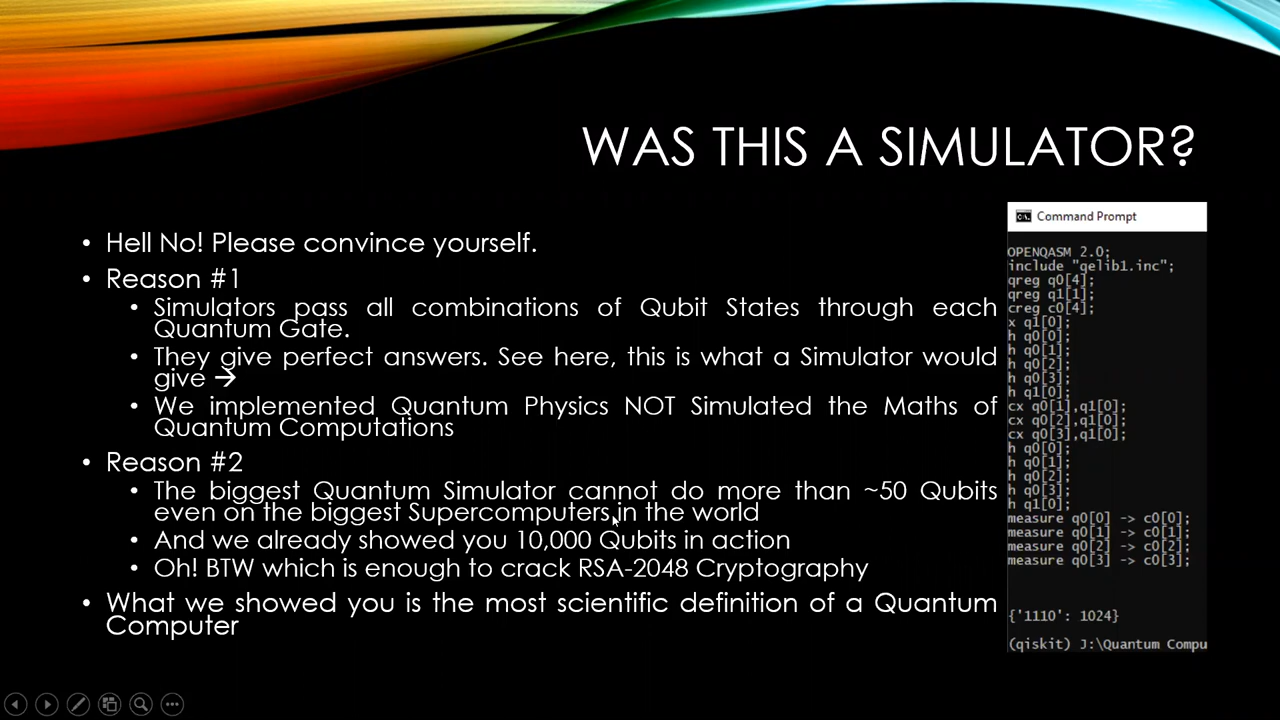 WAS THIS A SIMULATOR?
• Hell No! Please convince yourself.
• Reason #1
• Simulators pass all combinations of Qubit States through each
Quantum Gate.
• They give perfect answers. See here, this is what a Simulator would
give →
• We implemented Quantum Physics NOT Simulated the Maths of
Quantum Computations
• Reason #2
• The biggest Quantum Simulator cannot do more than ~50 Qubits
even on the biggest Supercomputers in the world
• And we already showed you 10,000 Qubits in action
• Oh! BTW which is enough to crack RSA-2048 Cryptography
• What we showed you is the most scientific definition of a Quantum
Computer
Command Prompt
OPENQASM 2.0;
include "qelib1.inc";
qreg q0[4];
qreg q1[1];
creg c0[4];
x q1[0];
h q0[0];
h q0[1];
h q0[2];
h q0[3];
h q1[0];
cx q0[1],q1[0];
cx q0[2],q1[0];
cx q0[3],q1[0];
h q0[0];
h q0[1];
h q0[2];
h q0[3];
h q1[0];
measure q0[0] -> c0[0];
measure q0[1] -> c0[1];
measure q0[2] -> c0[2];
measure q0[3] -> c0[3];
{'1110': 1024}
(qiskit) J:\Quantum Compu